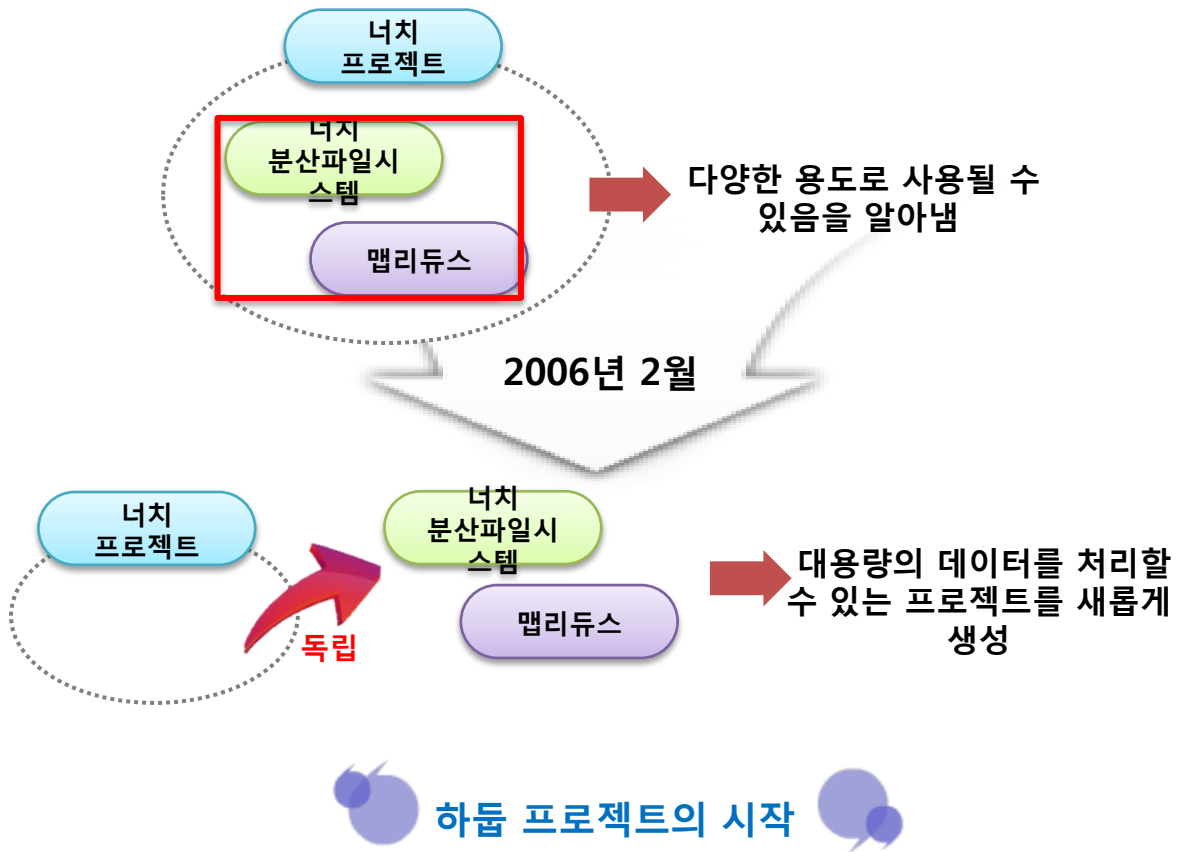 너치
프로젝트
너치
분산파일시
스템
맵리듀스
다양한 용도로 사용될 수
있음을 알아냄
2006년 2월
너치
프로젝트
독립
너치
분산파일시
스템
맵리듀스
대용량의 데이터를 처리할
수 있는 프로젝트를 새롭게
생성
하둡 프로젝트의 시작